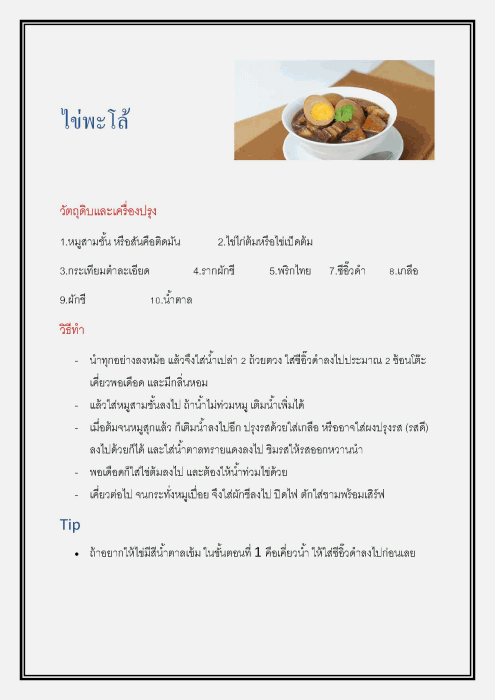 ไข่พะโล้
วัตถุดิบและเครื่องปรุง
1.หมูสามชั้น หรือสันคือติดมัน 2.ไข่ไก่ต้มหรือไข่เป็ดต้ม
3.กระเทียมตำละเอียด 4.รากผักชี 5.พริกไทย 7.ซีอิ๊วดำ 8.เกลือ
9.ผักชี 10.น้ำตาล
วิธีทำ
- นำทุกอย่างลงหม้อ แล้วจึงใส่น้ำเปล่า 2 ถ้วยตวง ใส่ซีอิ๊วดำลงไปประมาณ 2 ช้อนโต๊ะ
เคี่ยวพอเดือด และมีกลิ่นหอม
- แล้วใส่หมูสามชั้นลงไป ถ้าน้ำไม่ท่วมหมู เติมน้ำเพิ่มได้
- เมื่อต้มจนหมูสุกแล้ว ก็เติมน้ำลงไปอีก ปรุงรสด้วยใส่เกลือ หรืออาจใส่ผงปรุงรส (รสดี)
ลงไปด้วยก็ได้ และใส่น้ำตาลทรายแดงลงไป ชิมรสให้รสออกหวานนำ
- พอเดือดก็ใส่ไข่ต้มลงไป และต้องให้น้ำท่วมไข่ด้วย
- เคี่ยวต่อไป จนกระทั่งหมูเปื่อย จึงใส่ผักชีลงไป ปิดไฟ ตักใส่ชามพร้อมเสิร์ฟ
Tip
• ถ้าอยากให้ไข่มีสีน้ำตาลเข้ม ในขั้นตอนที่ 1 คือเคี่ยวน้ำ ให้ใส่ซีอิ๊วดำลงไปก่อนเลย